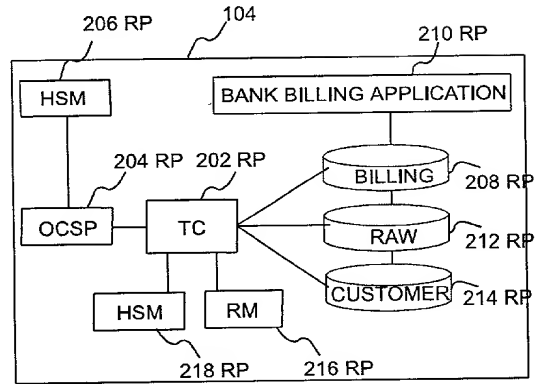 206 RP
104
210 RP
HSM
BANK BILLING APPLICATION
204 RP
202 RP
BILLING
208 RP
OCSP
TC
RAW
212 RP
CUSTOMER
214 RP
HSM
RM
218 RP
216 RP